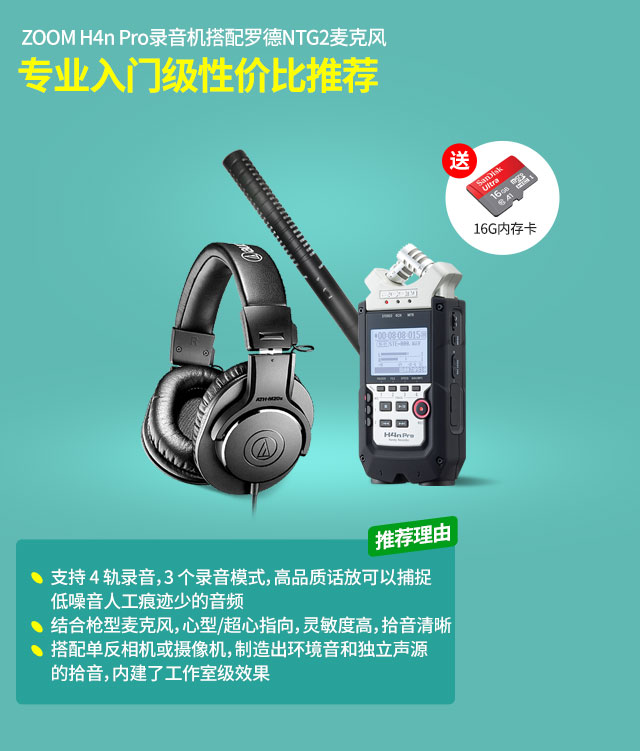 ZOOM H4n Pro录音机搭配罗德NTG2麦克风
专业入门级性价比推荐
送
SanDisk
Ultra
16GB
A1
16G内存卡
R
ATH-M20x
STEREO 4CH MTR
H4n Pro
推荐理由
支持 4 轨录音，3 个录音模式，高品质话放可以捕捉
低噪音人工痕迹少的音频
结合枪型麦克风，心型/超心指向，灵敏度高，拾音清晰
搭配单反相机或摄像机，制造出环境音和独立声源
的拾音，内建了工作室级效果